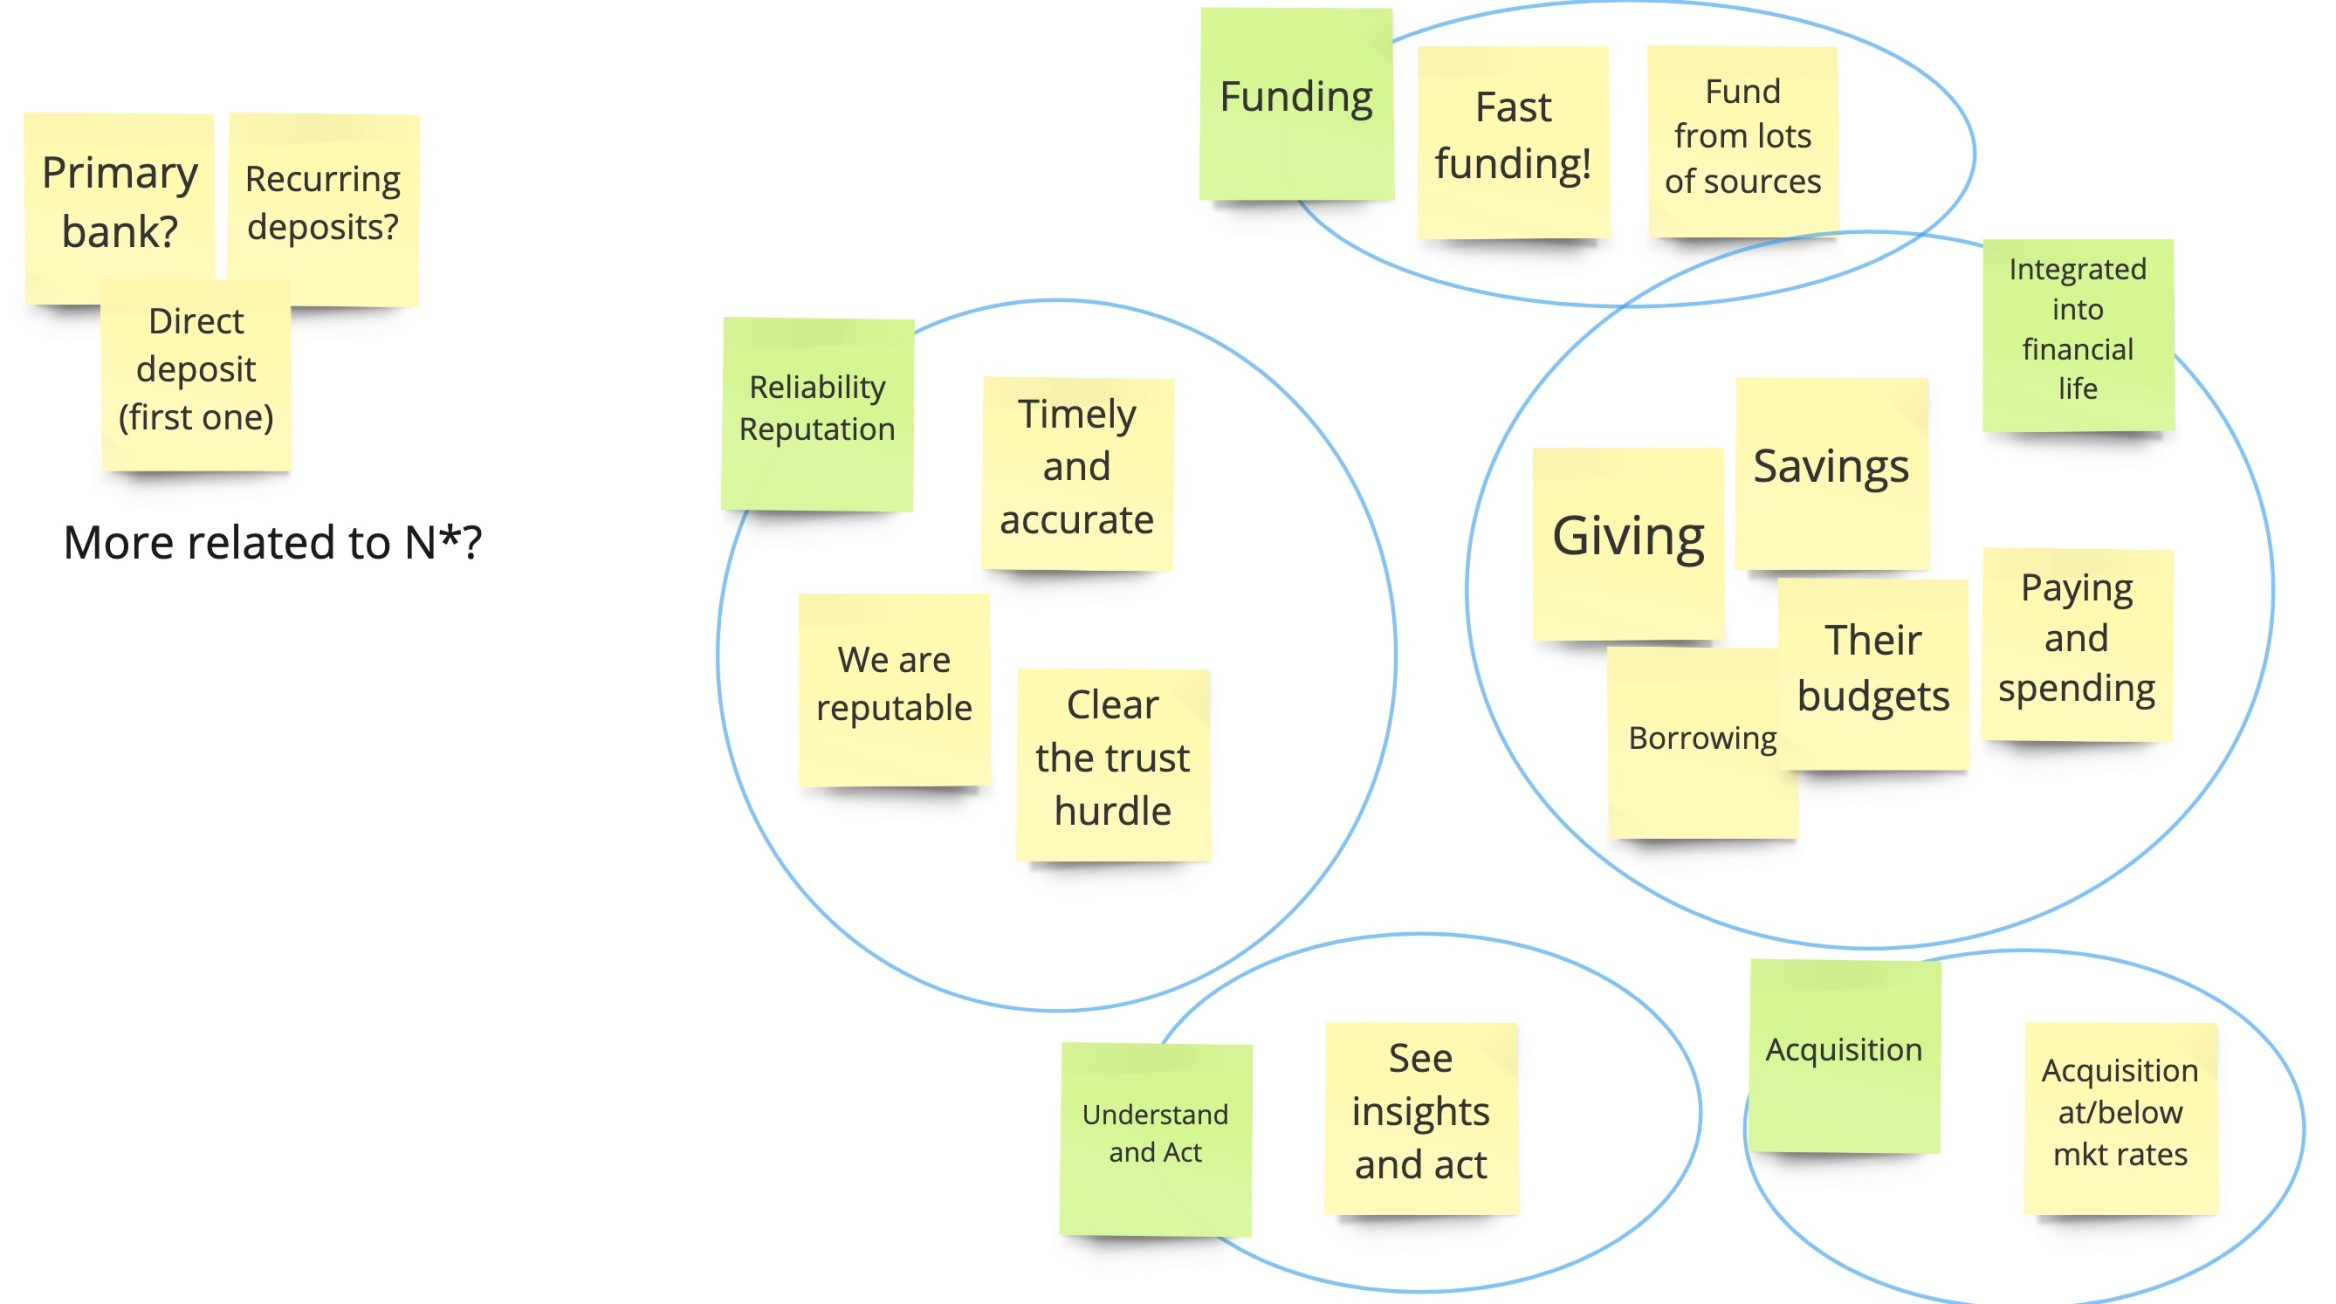 Primary
bank?
Recurring
deposits?
Direct
deposit
(first one)
More related to N*?
Funding
Fast
funding!
Fund
from lots
of sources
Reliability
Reputation
Timely
and
accurate
We are
reputable
Clear
the trust
hurdle
Integrated
into
financial
life
Savings
Giving
Their
budgets
Paying
and
spending
Borrowing
Understand
and Act
See
insights
and act
Acquisition
Acquisition
at/below
mkt rates